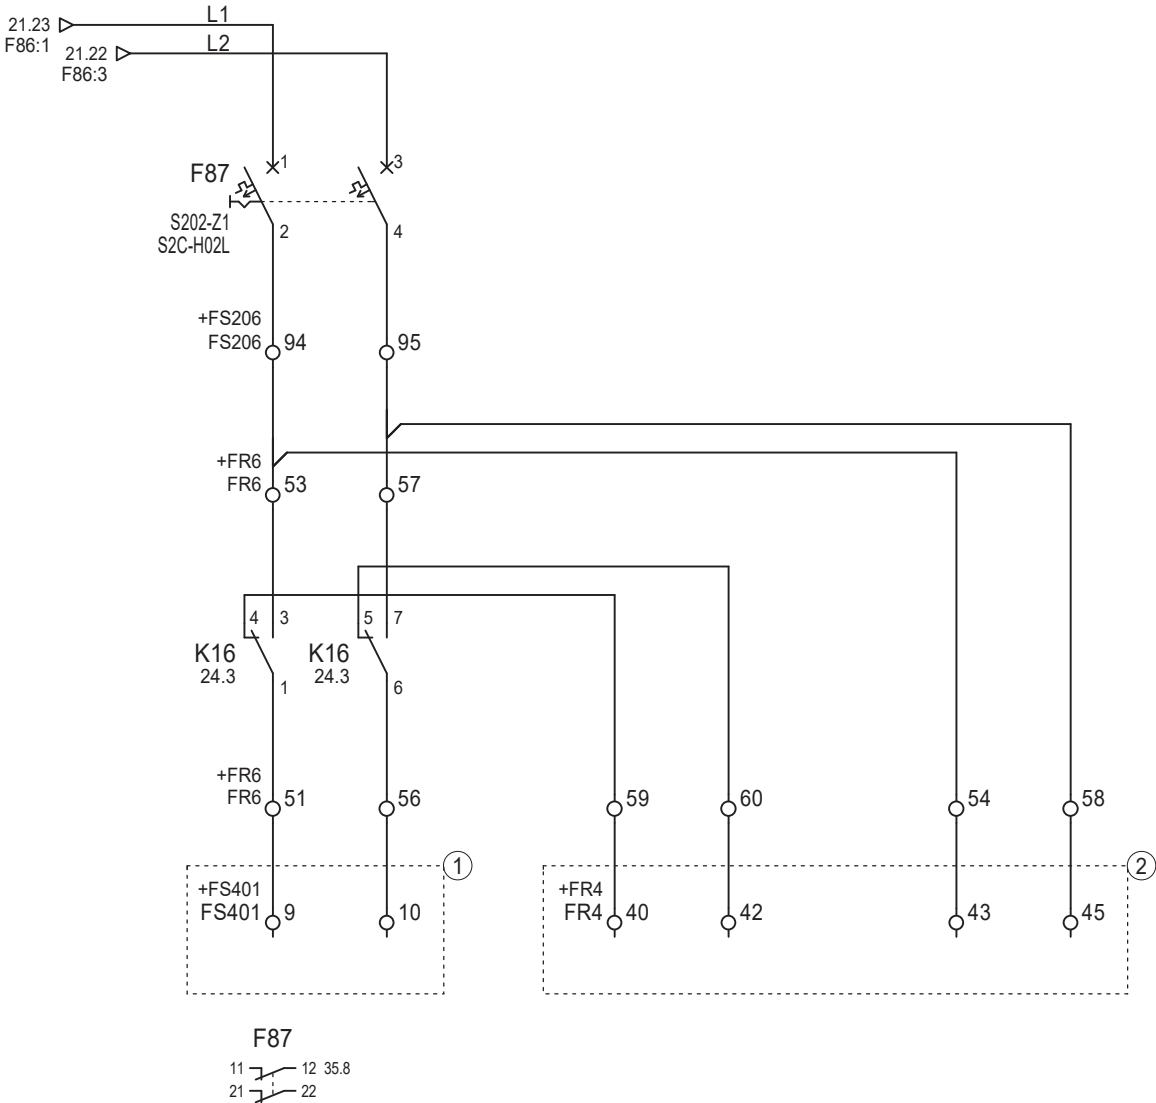 21.23 L1
F86:1
21.22 L2
F86:3
1 3
F87
S202-Z1
S2C-H02L
2 4
+FS206
FS206 94 95
+FR6
FR6 53 57
4 3 5 7
K16 K16
24.3 24.3
1 6
+FR6
FR6 51 56 59 60 54 58
1 2
+FS401 +FR4
FS401 9 10 FR4 40 42 43 45
F87
11 12 35.8
21 22